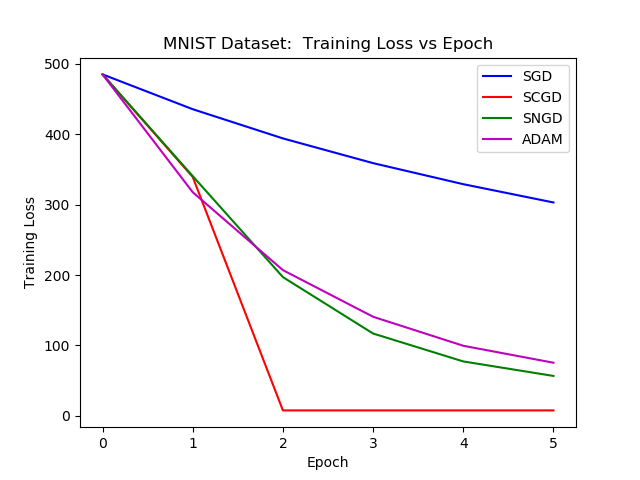 MNIST Dataset:  Training Loss vs Epoch
500
400
300
200
100
0
Training Loss
SGD
SCGD
SNGD
ADAM
0 1 2 3 4 5
Epoch